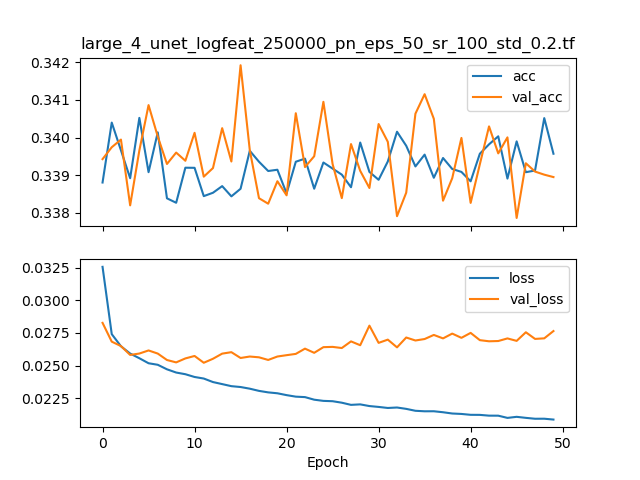 large_4_unet_logfeat_250000_pn_eps_50_sr_100_std_0.2.tf
0.342
0.341
0.340
0.339
0.338
acc
val_acc
0.0325
0.0300
0.0275
0.0250
0.0225
loss
val_loss
0 10 20 30 40 50
Epoch